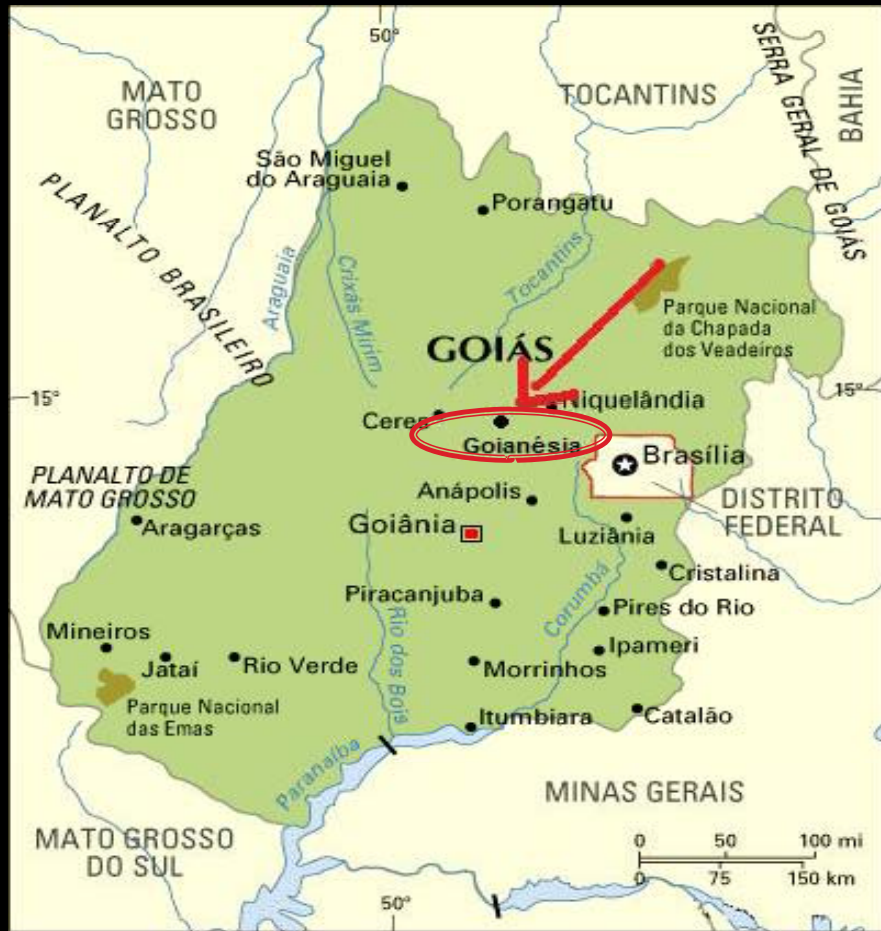 50°
MATO
GROSSO
TOCANTINS
BAHIA
SERRA GERAL DE GOIÁS
São Miguel
do Araguaia
Porangatu
PLANALTO BRASILEIRO
Araguaia
Crixás Mirim
Tocantins
Parque Nacional
da Chapada
dos Veadeiros
GOIÁS
15°
15°
Niquelândia
Ceres
Goianésia
Brasília
PLANALTO DE
MATO GROSSO
Anápolis
DISTRITO
FEDERAL
Aragarças
Goiânia
Luziânia
Cristalina
Piracanjuba
Corumbá
Pires do Rio
Rio dos Bois
Mineiros
Jataí
Rio Verde
Morrinhos
Ipameri
Parque Nacional
das Emas
Itumbiara
Catalão
Paranaíba
MINAS GERAIS
MATO GROSSO
DO SUL
0 50 100 mi
0 75 150 km
50°